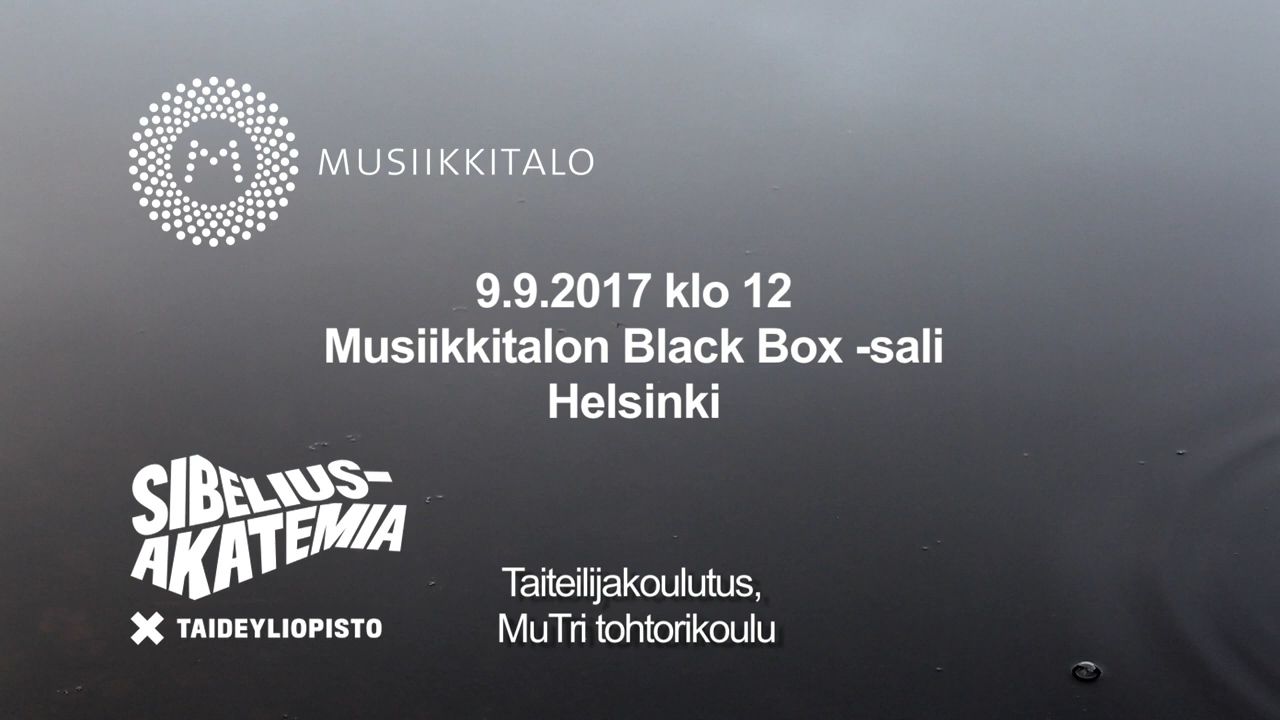 MUSIIKKITALO
9.9.2017 klo 12
Musiikkitalon Black Box -sali
Helsinki
SIBELIUS-
AKATEMIA
TAIDEYLIOPISTO
Taiteilijakoulutus,
MuTri tohtorikoulu